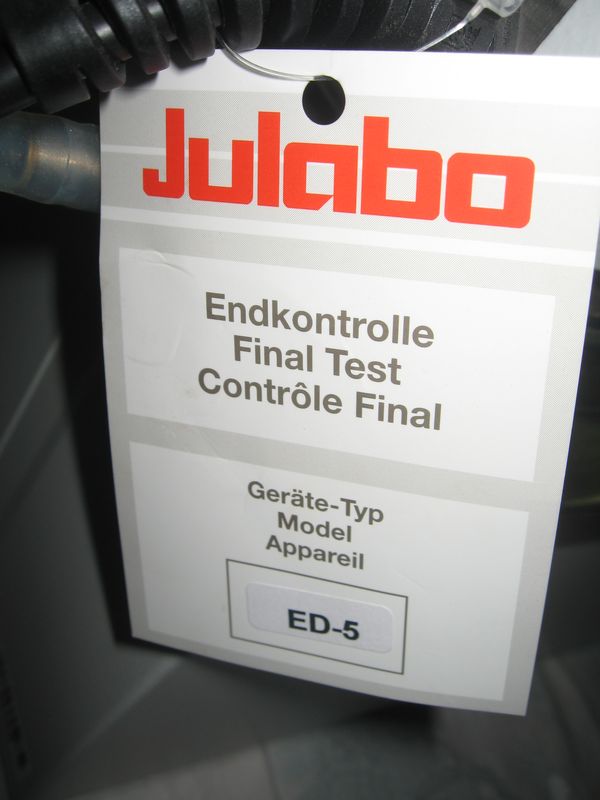 Julabo
Endkontrolle
Final Test
Contrôle Final
Geräte-Typ
Model
Appareil
ED-5